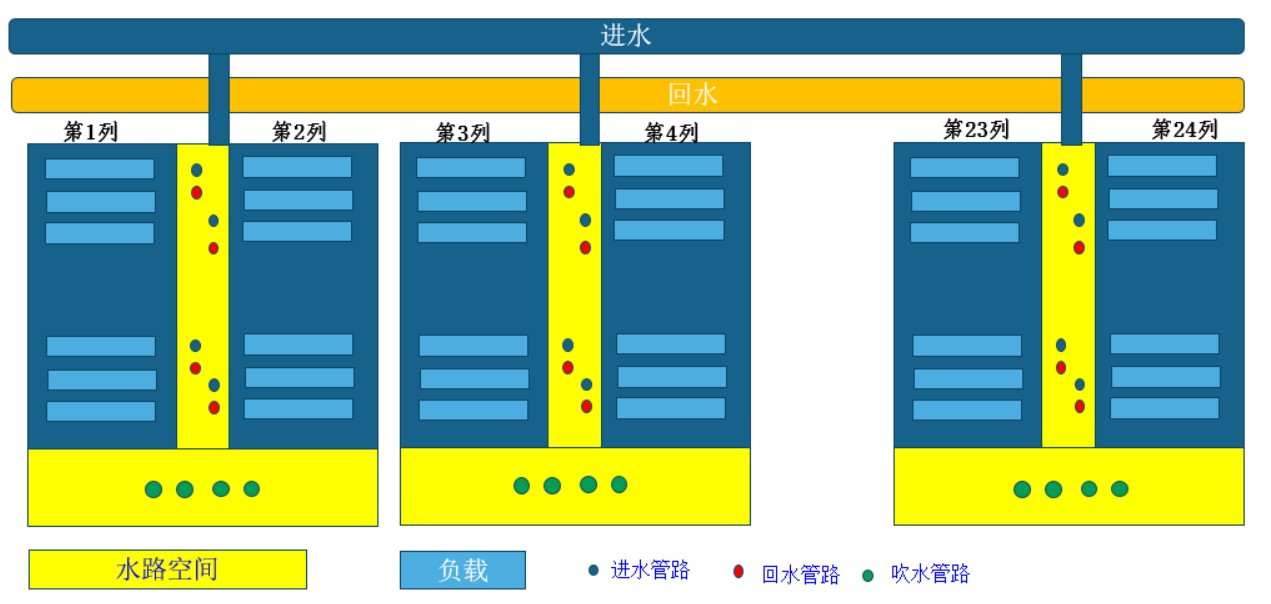 进水
回水
第1列
第2列
第3列
第4列
第23列
第24列
水路空间
负载
进水管路
回水管路
吹水管路